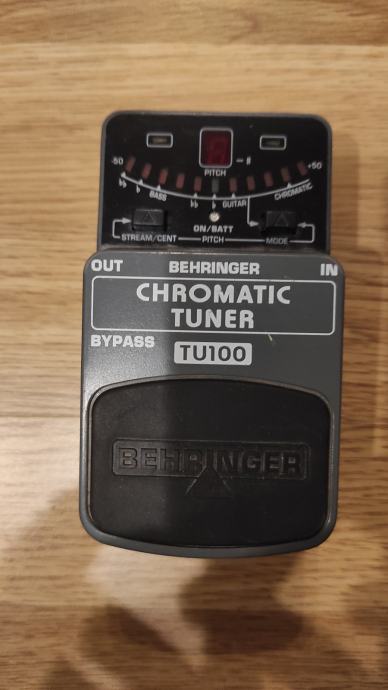 -50 +50
PITCH
BASS GUITAR CHROMATIC
ON/BATT
STREAM/CENT PITCH MODE
OUT BEHRINGER IN
CHROMATIC
TUNER
BYPASS
TU100
BEHRINGER